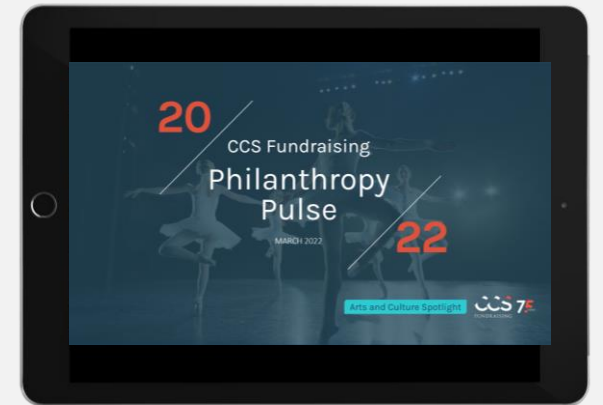 20
CCS Fundraising
Philanthropy
Pulse
MARCH 2022
22
Arts and Culture Spotlight
CCS 75
FUNDRAISING